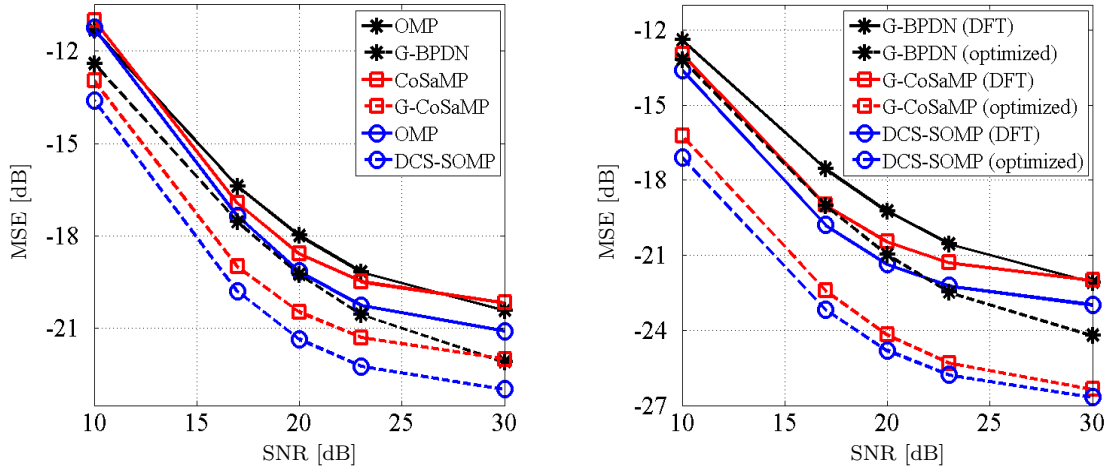 -12
-15
-18
-21
10
15
20
25
30
MSE [dB]
SNR [dB]
OMP
G-BPDN
CoSaMP
G-CoSaMP
OMP
DCS-SOMP
-12
-15
-18
-21
-24
-27
10
15
20
25
30
MSE [dB]
SNR [dB]
G-BPDN (DFT)
G-BPDN (optimized)
G-CoSaMP (DFT)
G-CoSaMP (optimized)
DCS-SOMP (DFT)
DCS-SOMP (optimized)